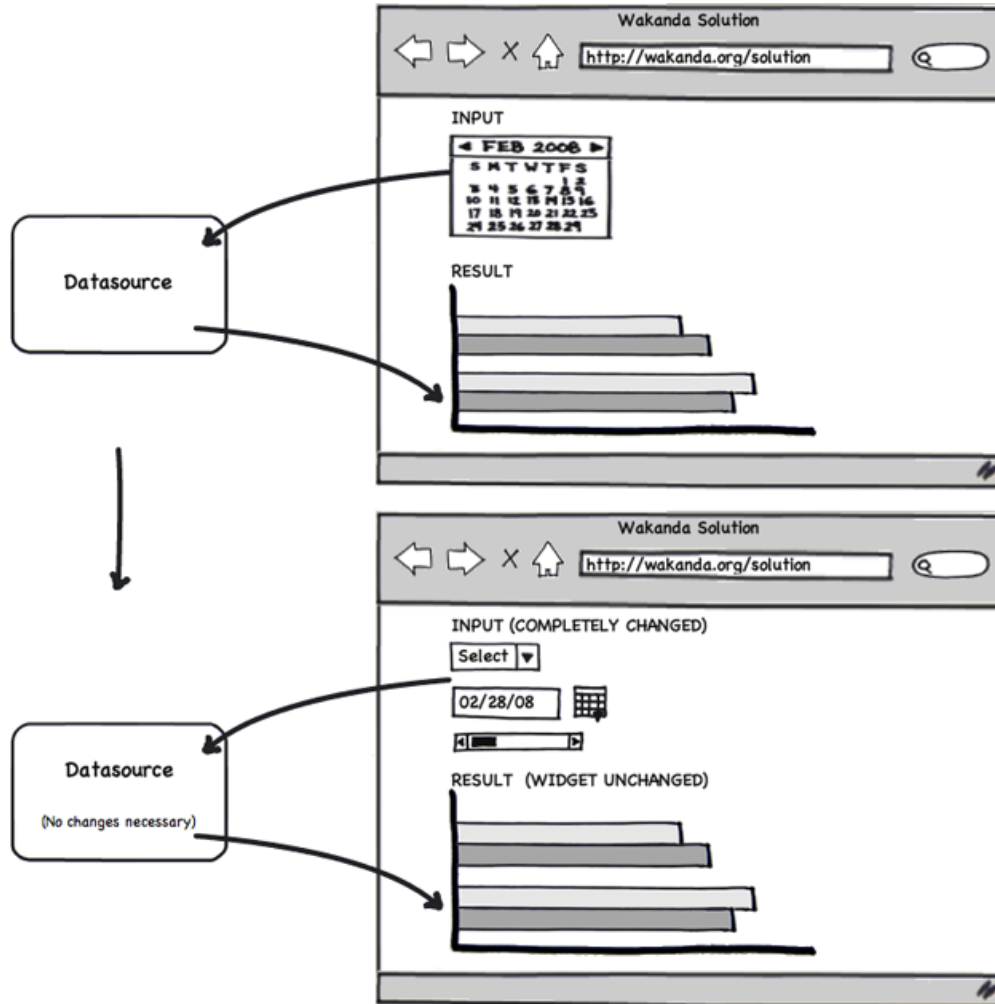 Wakanda Solution
X
http://wakanda.org/solution
INPUT
FEB 2008
S M T W T F S
1 2
3 4 5 6 7 8 9
10 11 12 13 14 15 16
17 18 19 20 21 22 23
24 25 26 27 28 29
Datasource
RESULT
Wakanda Solution
X
http://wakanda.org/solution
INPUT (COMPLETELY CHANGED)
Select
02/28/08
Datasource
(No changes necessary)
RESULT (WIDGET UNCHANGED)